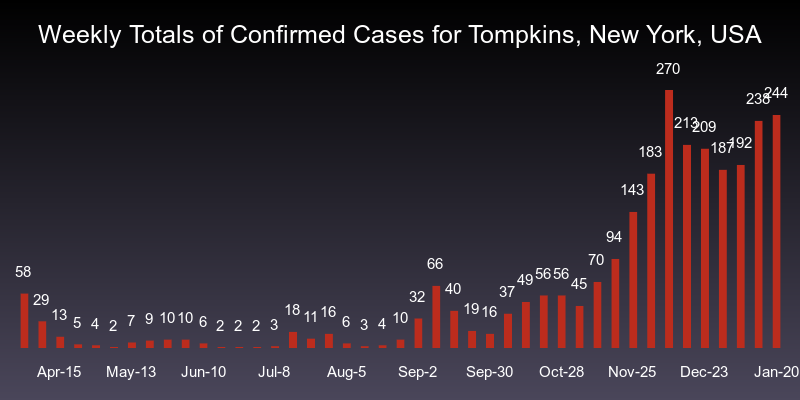 Weekly Totals of Confirmed Cases for Tompkins, New York, USA
58 29 13 5 4 2 7 9 10 10 6 2 2 2 3 18 11 16 6 3 4 10 32 66 40 19 16 37 49 56 56 45 70 94 143 183 270 213 209 187 192 238 244
Apr-15 May-13 Jun-10 Jul-8 Aug-5 Sep-2 Sep-30 Oct-28 Nov-25 Dec-23 Jan-20